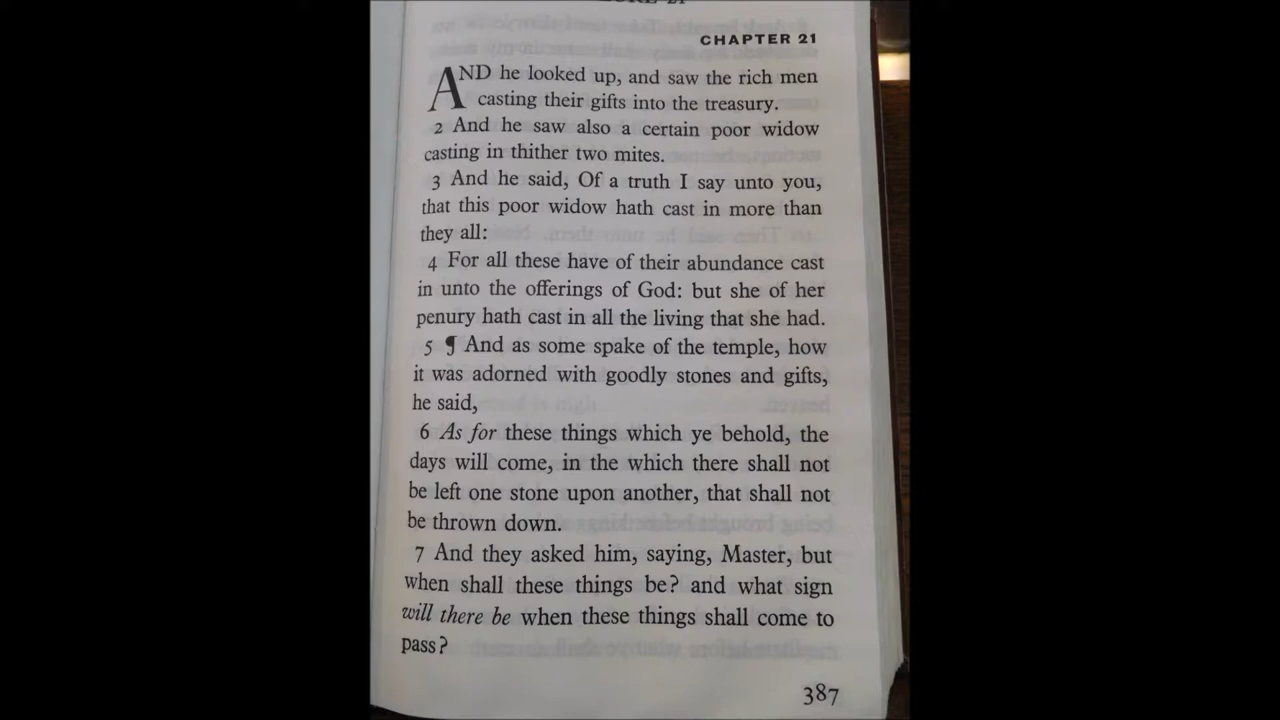 CHAPTER 21
AND he looked up, and saw the rich men
casting their gifts into the treasury.
2 And he saw also a certain poor widow
casting in thither two mites.
3 And he said, Of a truth I say unto you,
that this poor widow hath cast in more than
they all:
4 For all these have of their abundance cast
in unto the offerings of God: but she of her
penury hath cast in all the living that she had.
5 ¶ And as some spake of the temple, how
it was adorned with goodly stones and gifts,
he said,
6 As for these things which ye behold, the
days will come, in the which there shall not
be left one stone upon another, that shall not
be thrown down.
7 And they asked him, saying, Master, but
when shall these things be? and what sign
will there be when these things shall come to
pass?
387